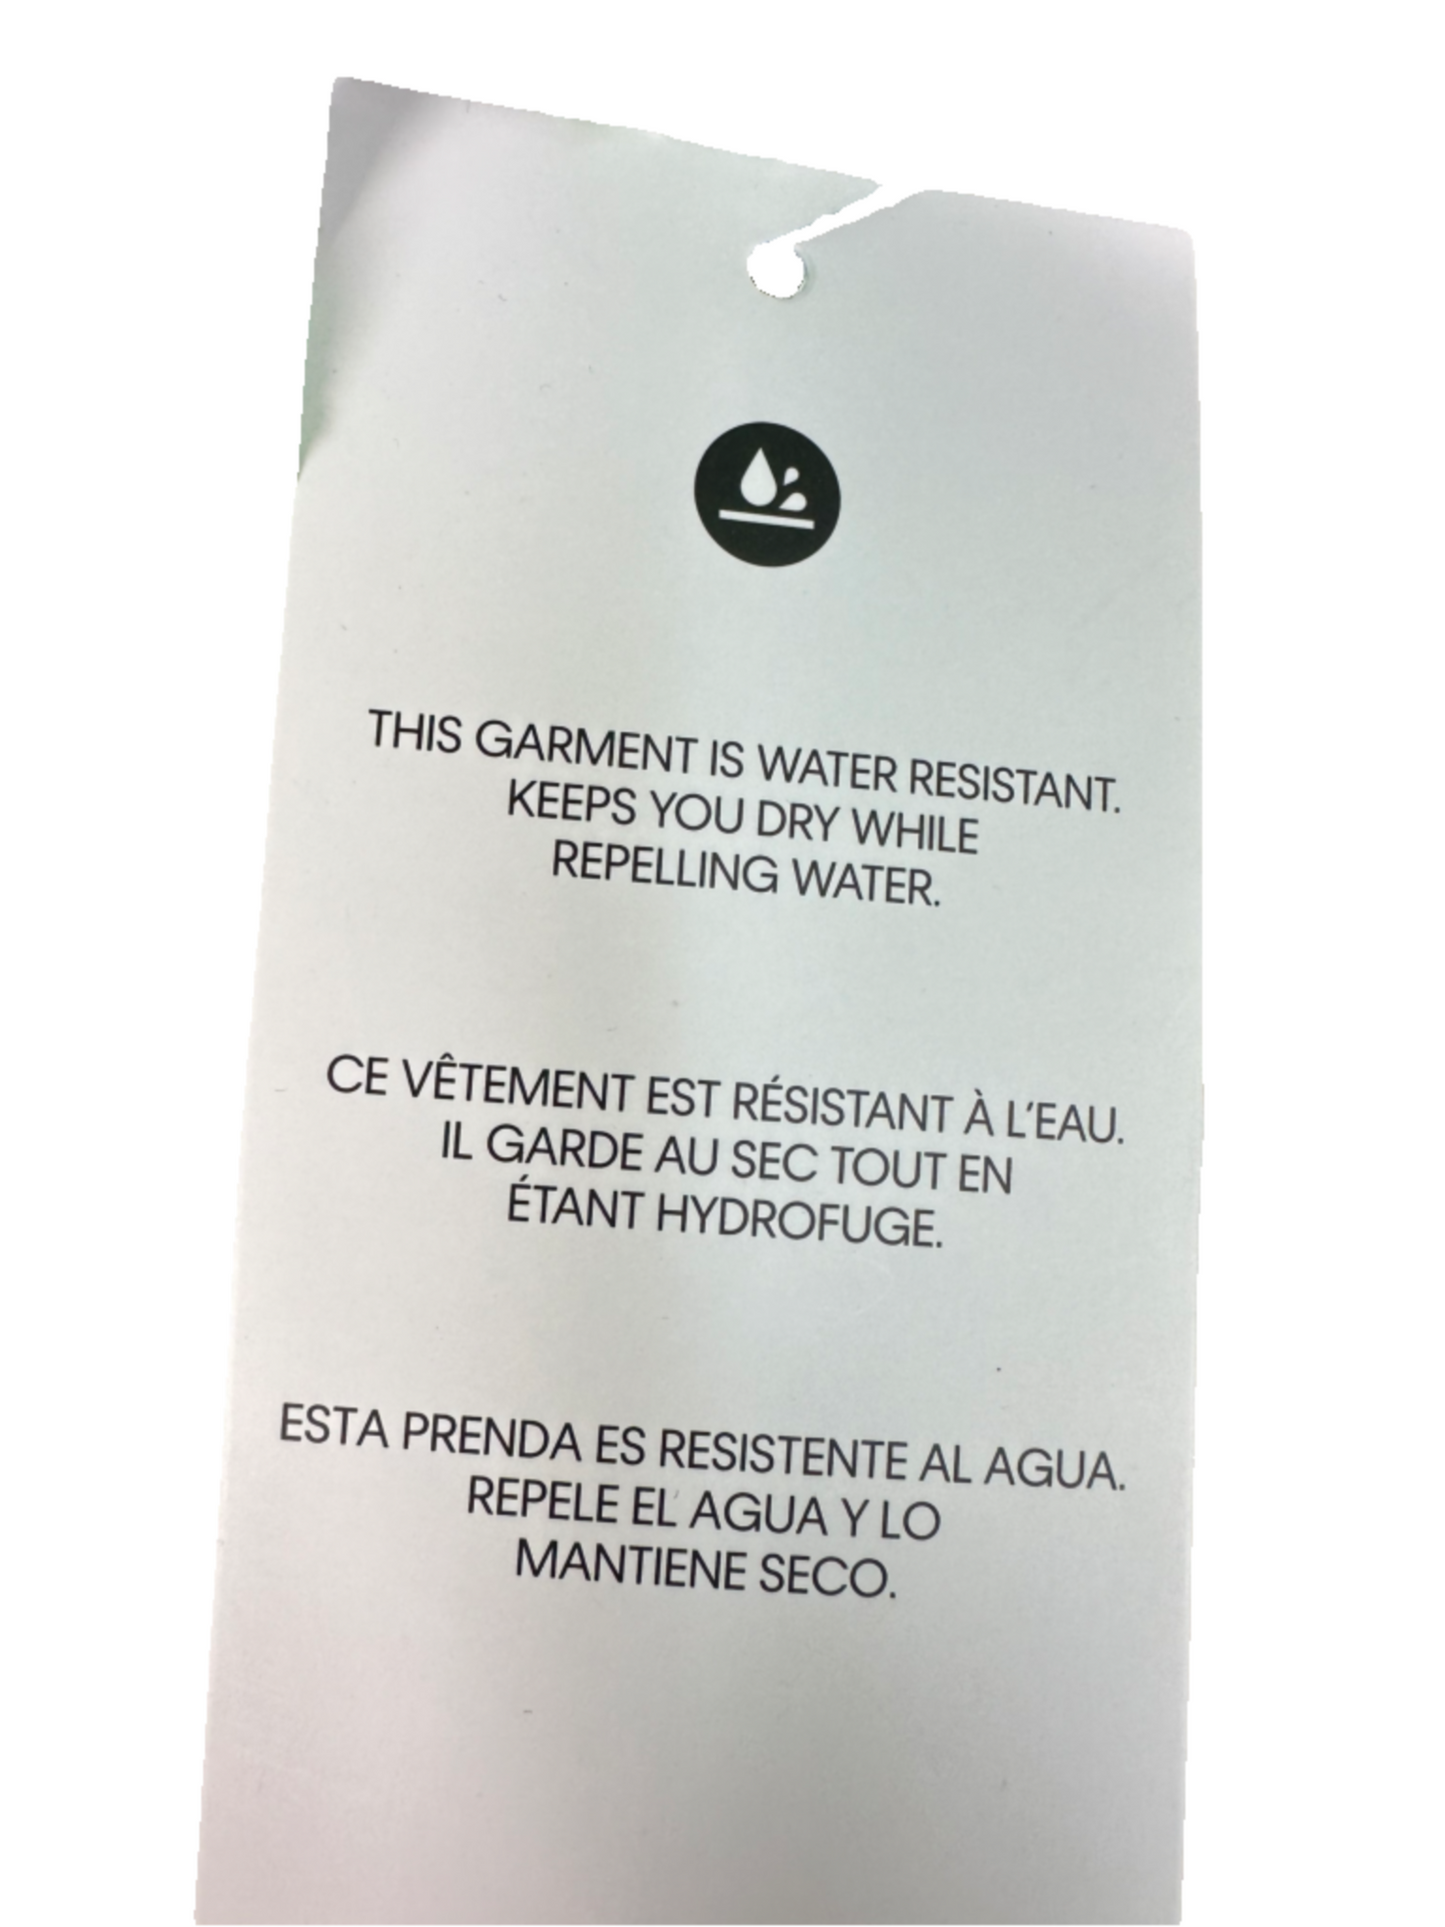 THIS GARMENT IS WATER RESISTANT.
KEEPS YOU DRY WHILE
REPELLING WATER.
CE VÊTEMENT EST RÉSISTANT À L'EAU.
IL GARDE AU SEC TOUT EN
ÉTANT HYDROFUGE.
ESTA PRENDA ES RESISTENTE AL AGUA.
REPELE EL AGUA Y LO
MANTIENE SECO.